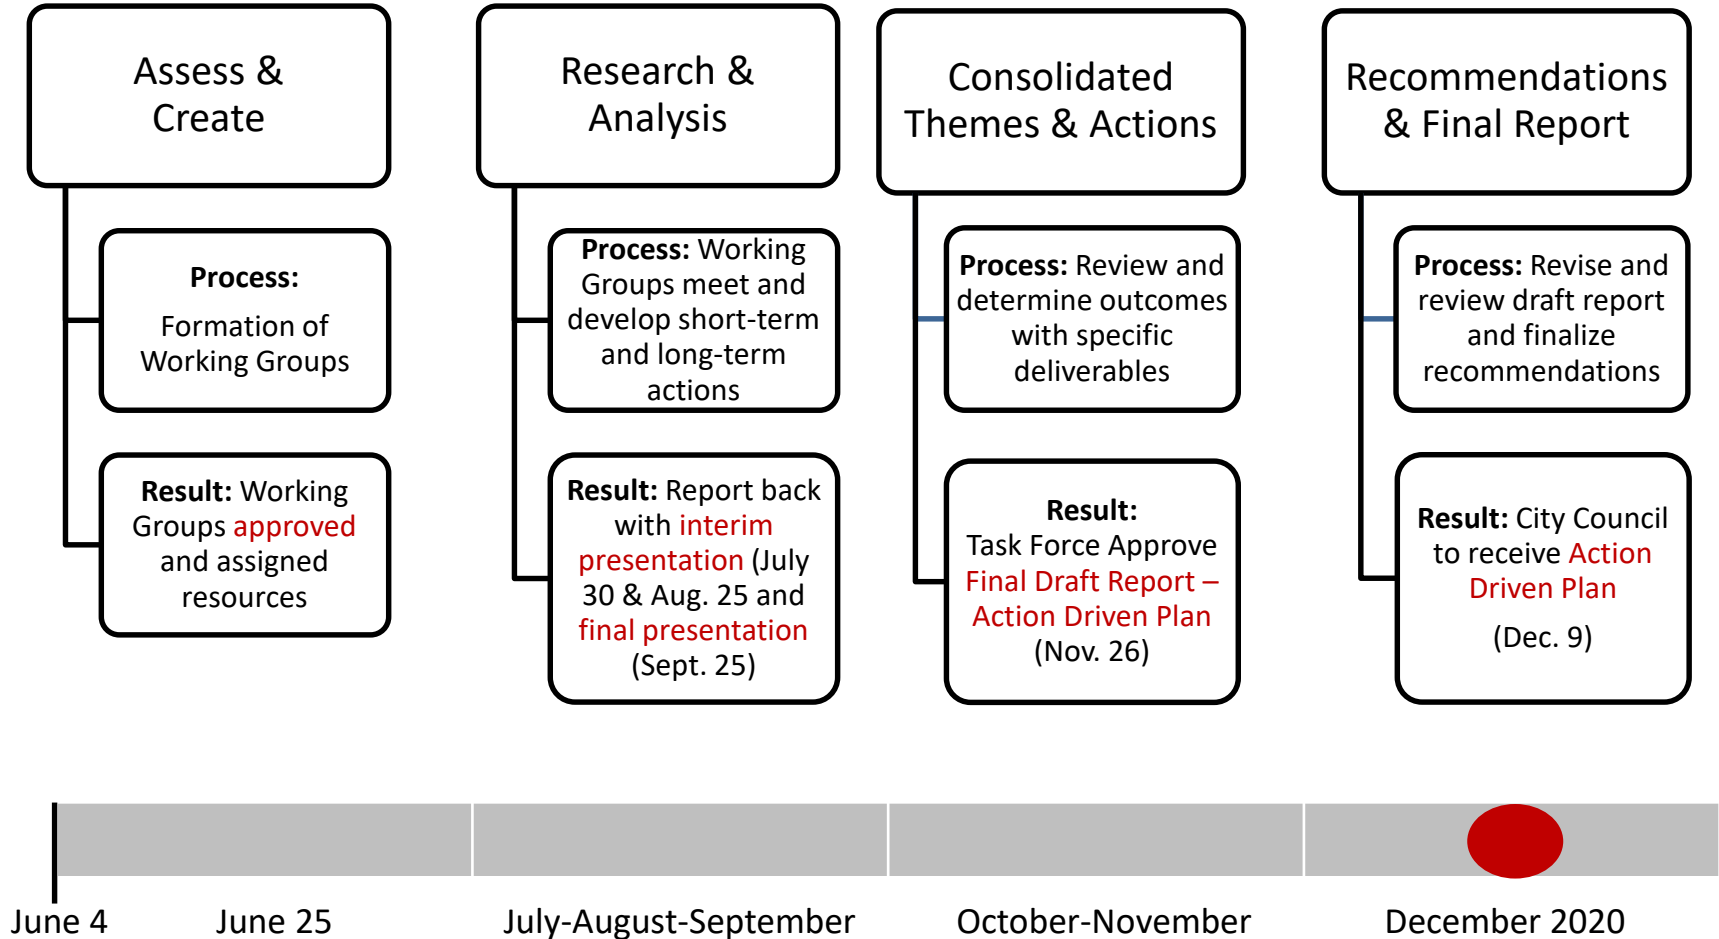 Assess &
Create
Process:
Formation of
Working Groups
Result: Working
Groups approved
and assigned
resources
Research &
Analysis
Process: Working
Groups meet and
develop short-term
and long-term
actions
Result: Report back
with interim
presentation (July
30 & Aug. 25 and
final presentation
(Sept. 25)
Consolidated
Themes & Actions
Process: Review and
determine outcomes
with specific
deliverables
Result:
Task Force Approve
Final Draft Report –
Action Driven Plan
(Nov. 26)
Recommendations
& Final Report
Process: Revise and
review draft report
and finalize
recommendations
Result: City Council
to receive Action
Driven Plan
(Dec. 9)
June 4
June 25
July-August-September
October-November
December 2020